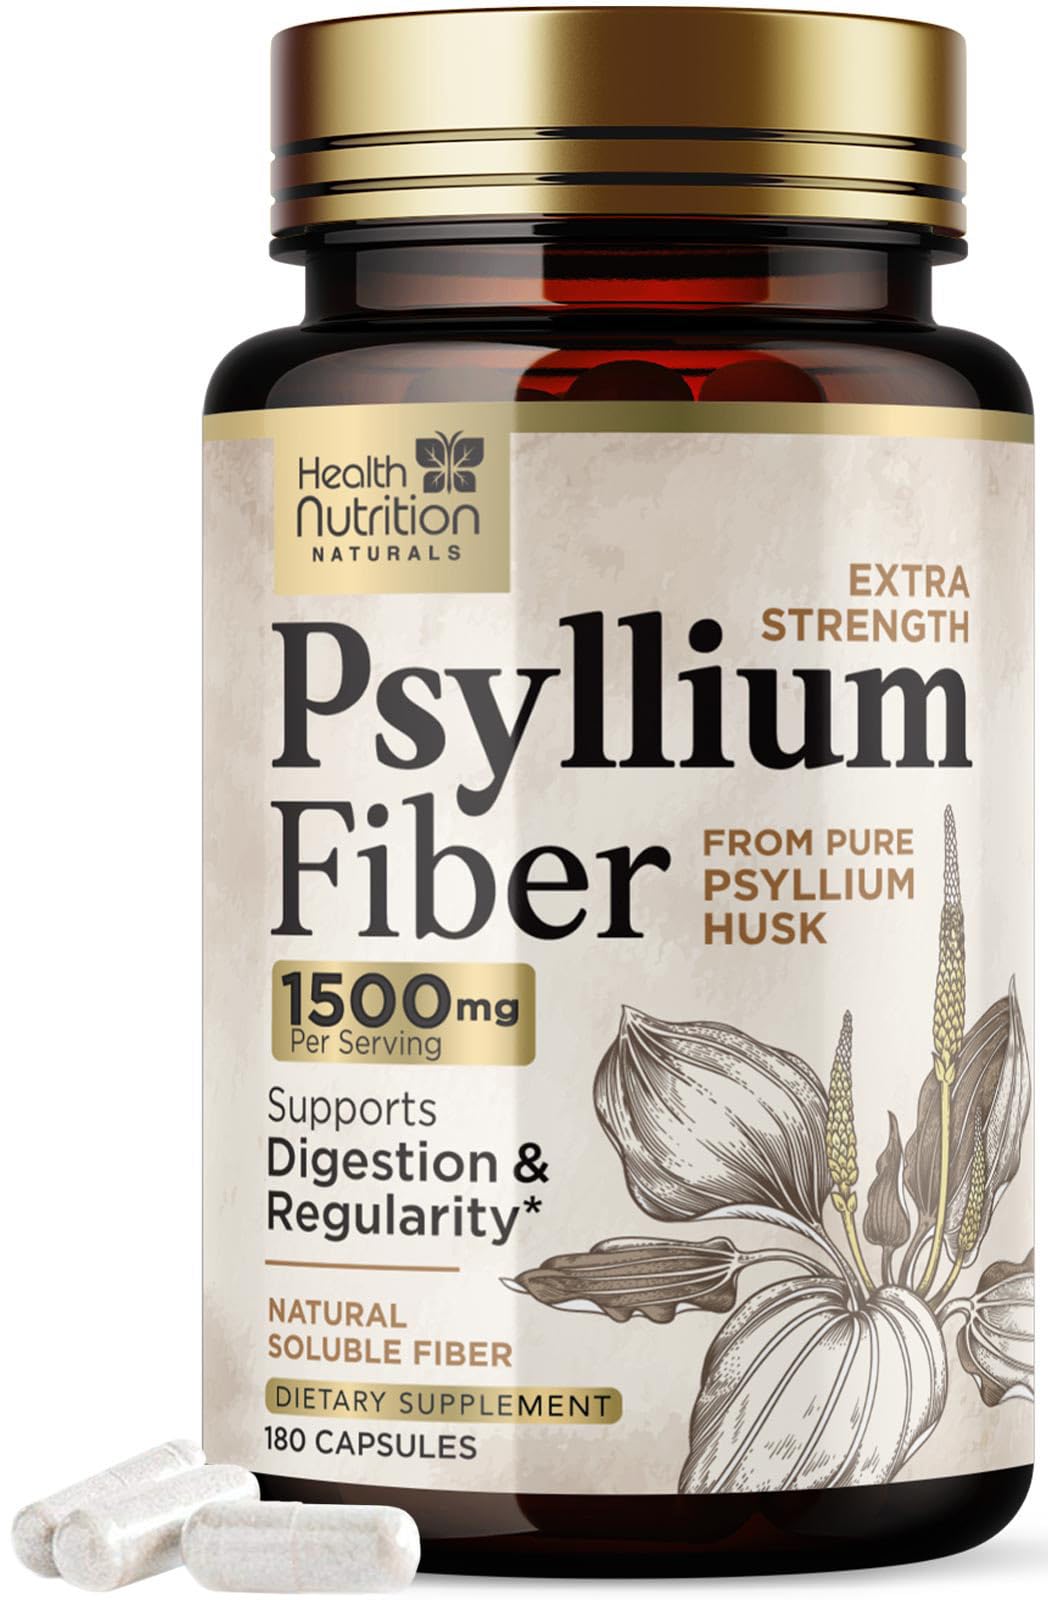 Health
Nutrition
NATURALS
EXTRA
STRENGTH
Psyllium
Fiber
FROM PURE
PSYLLIUM
HUSK
1500mg
Per Serving
Supports
Digestion &
Regularity*
NATURAL
SOLUBLE FIBER
DIETARY SUPPLEMENT
180 CAPSULES